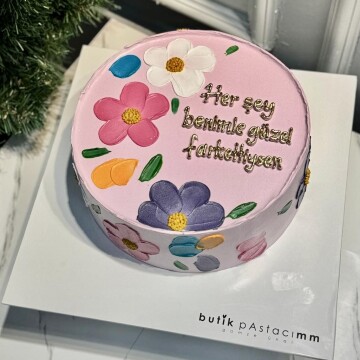 Her şey
benimle güzel
farkettiysen
butik pAstacımm